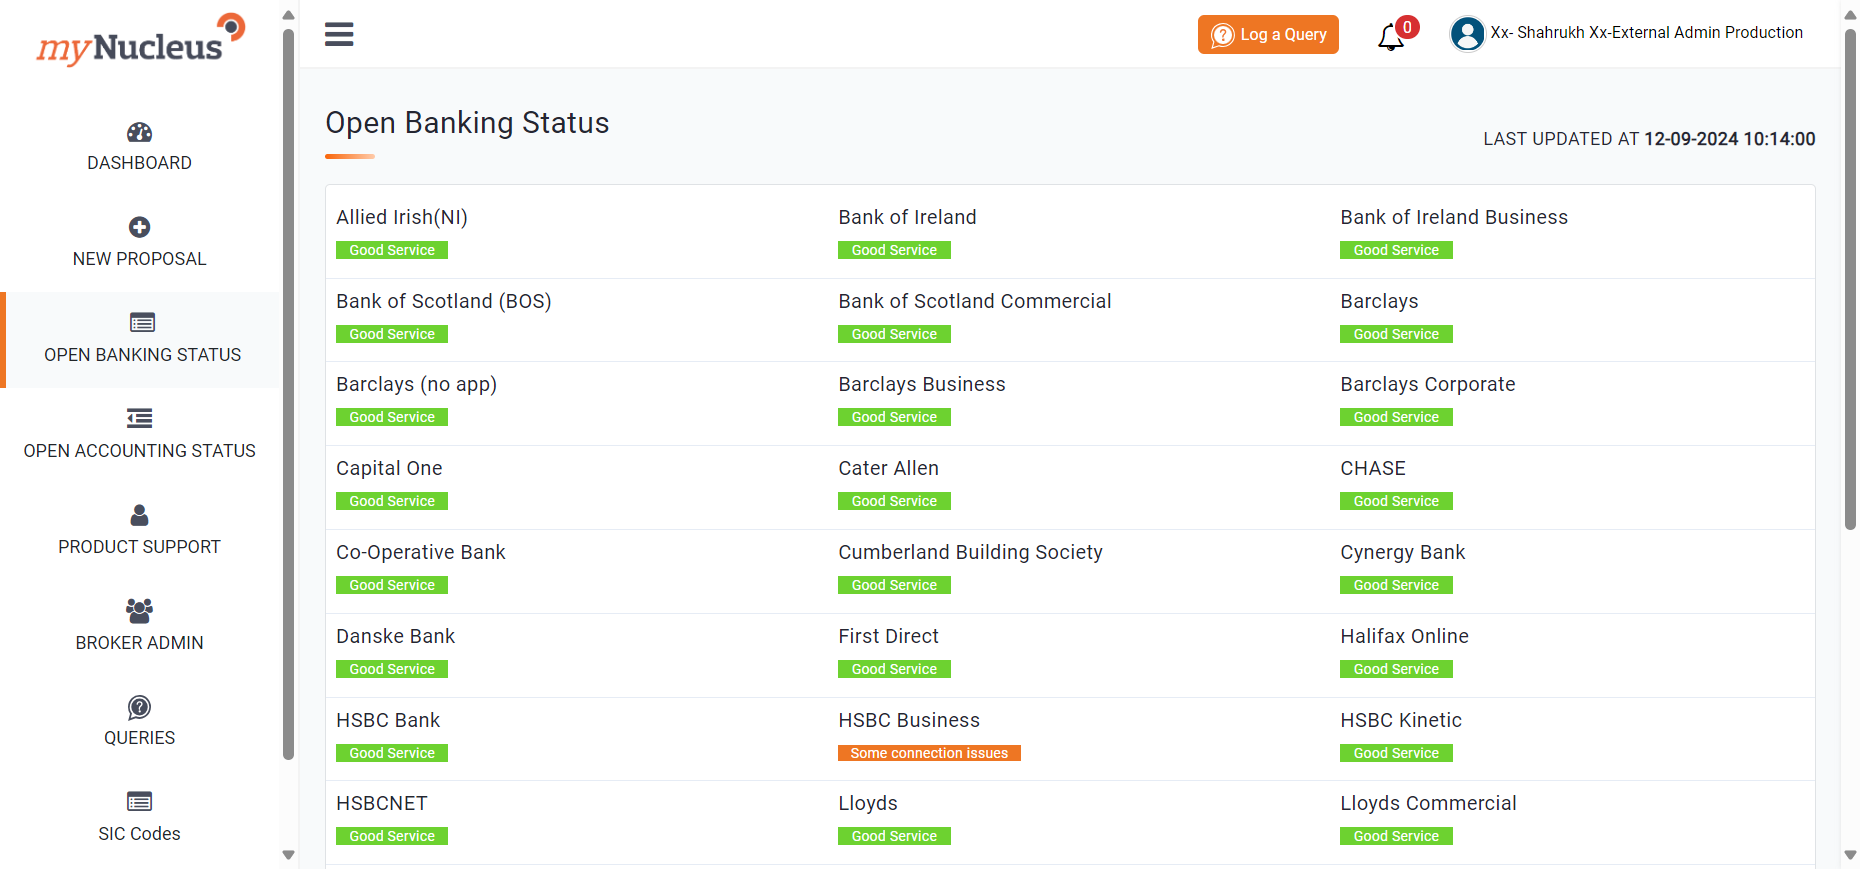 myNucleus
Log a Query
0
Xx- Shahrukh Xx-External Admin Production
DASHBOARD
NEW PROPOSAL
OPEN BANKING STATUS
OPEN ACCOUNTING STATUS
PRODUCT SUPPORT
BROKER ADMIN
QUERIES
SIC Codes
Open Banking Status
LAST UPDATED AT 12-09-2024 10:14:00
Allied Irish(NI)
Good Service
Bank of Ireland
Good Service
Bank of Ireland Business
Good Service
Bank of Scotland (BOS)
Good Service
Bank of Scotland Commercial
Good Service
Barclays
Good Service
Barclays (no app)
Good Service
Barclays Business
Good Service
Barclays Corporate
Good Service
Capital One
Good Service
Cater Allen
Good Service
CHASE
Good Service
Co-Operative Bank
Good Service
Cumberland Building Society
Good Service
Cynergy Bank
Good Service
Danske Bank
Good Service
First Direct
Good Service
Halifax Online
Good Service
HSBC Bank
Good Service
HSBC Business
Some connection issues
HSBC Kinetic
Good Service
HSBCNET
Good Service
Lloyds
Good Service
Lloyds Commercial
Good Service